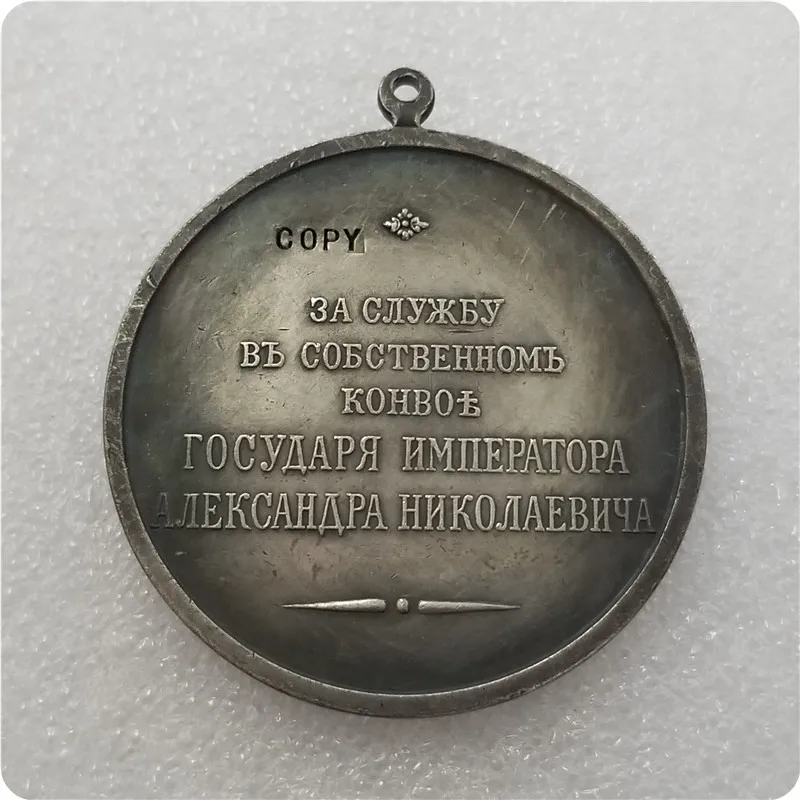 COPY
ЗА СЛУЖБУ
ВЪ СОБСТВЕННОМЪ
КОНВОѢ
ГОСУДАРЯ ИМПЕРАТОРА
АЛЕКСАНДРА НИКОЛАЕВИЧА